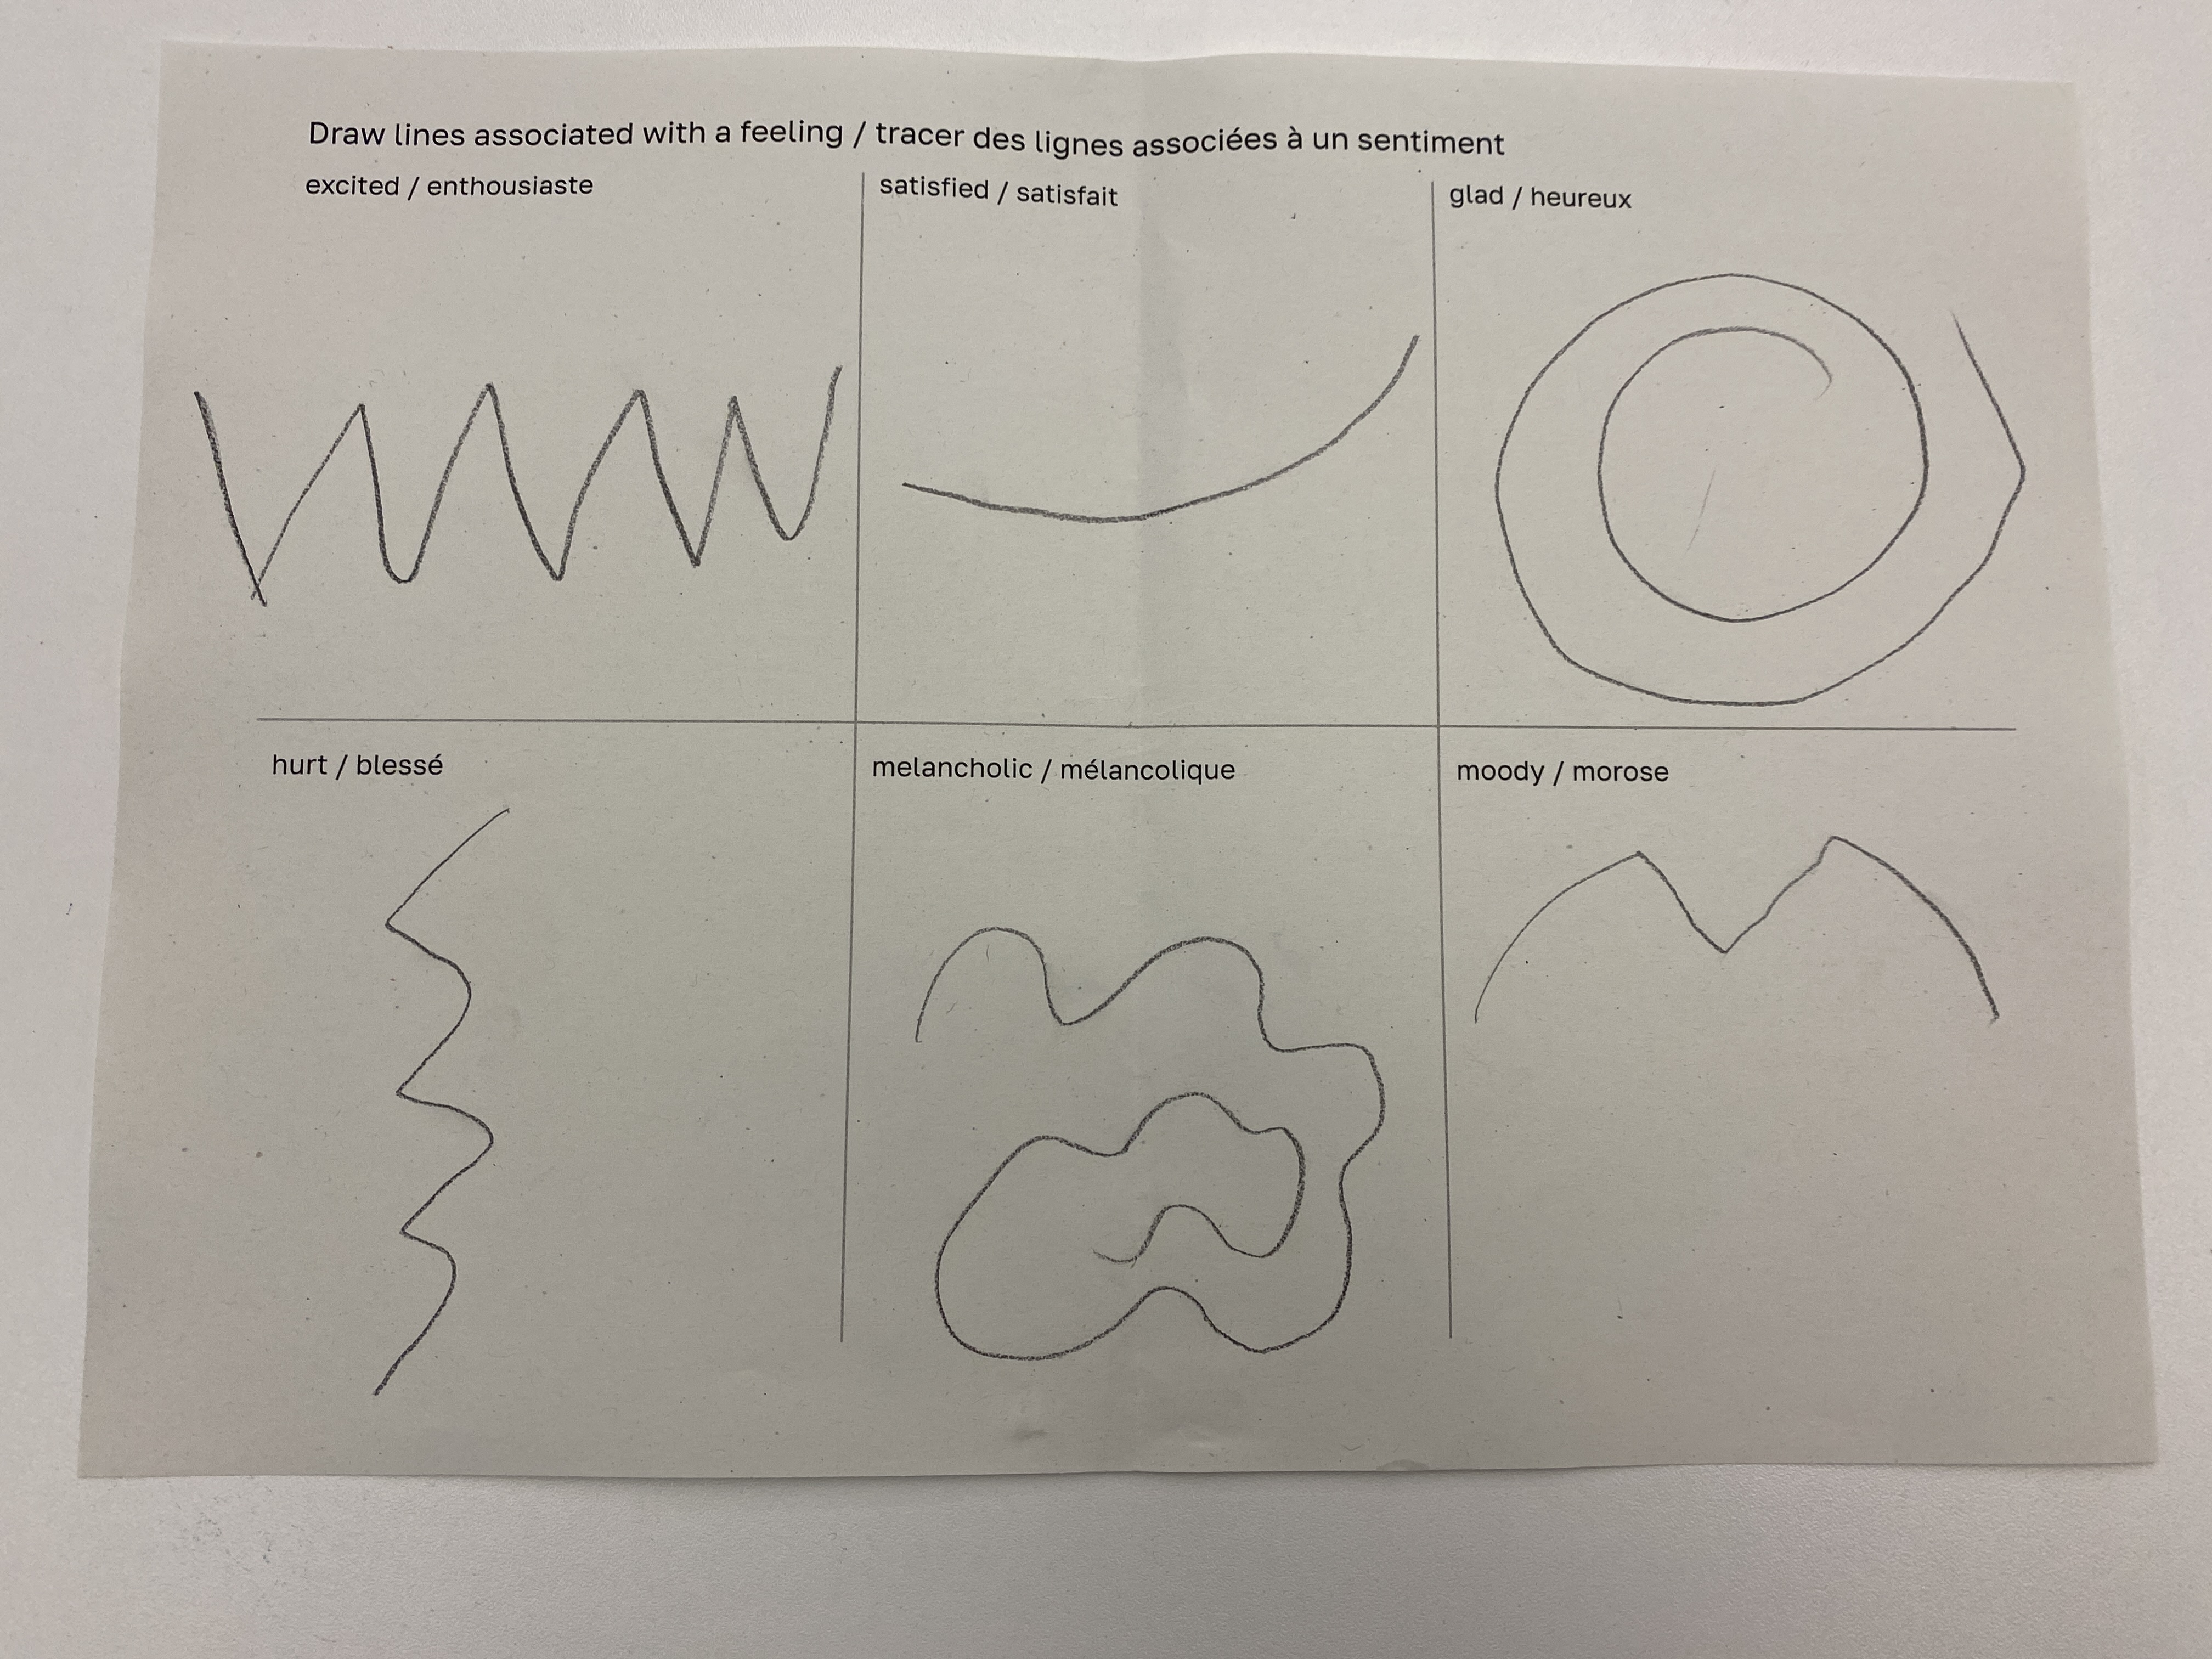 Draw lines associated with a feeling / tracer des lignes associées à un sentiment
excited / enthousiaste
satisfied / satisfait
glad / heureux
hurt / blessé
melancholic / mélancolique
moody / morose